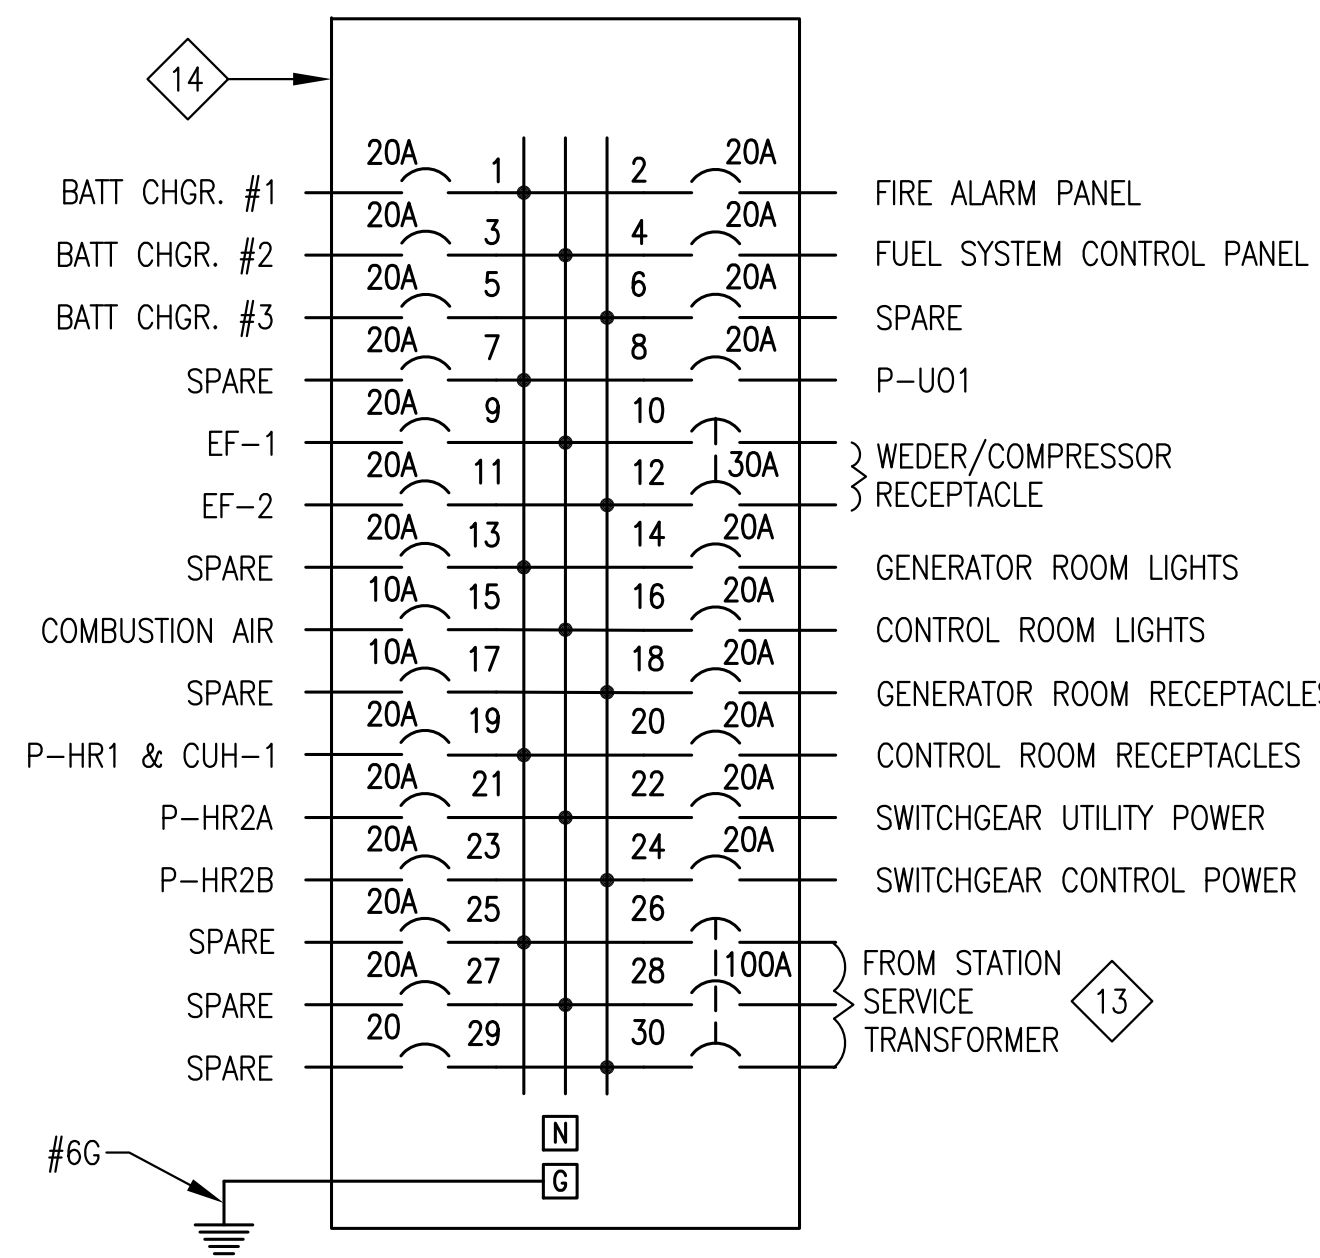 14
20A 1 2 20A
BATT CHGR. #1 FIRE ALARM PANEL
20A 3 4 20A
BATT CHGR. #2 FUEL SYSTEM CONTROL PANEL
20A 5 6 20A
BATT CHGR. #3 SPARE
20A 7 8 20A
SPARE P-U01
20A 9 10
EF-1
WEDER/COMPRESSOR
20A 11 12 30A
RECEPTACLE
EF-2
20A 13 14 20A
SPARE GENERATOR ROOM LIGHTS
10A 15 16 20A
COMBUSTION AIR CONTROL ROOM LIGHTS
10A 17 18 20A
SPARE GENERATOR ROOM RECEPTACLES
20A 19 20 20A
P-HR1 & CUH-1 CONTROL ROOM RECEPTACLES
20A 21 22 20A
P-HR2A SWITCHGEAR UTILITY POWER
20A 23 24 20A
P-HR2B SWITCHGEAR CONTROL POWER
20A 25 26
SPARE
20A 27 28 100A FROM STATION
SPARE SERVICE 13
20 29 30 TRANSFORMER
SPARE
N
#6G
G